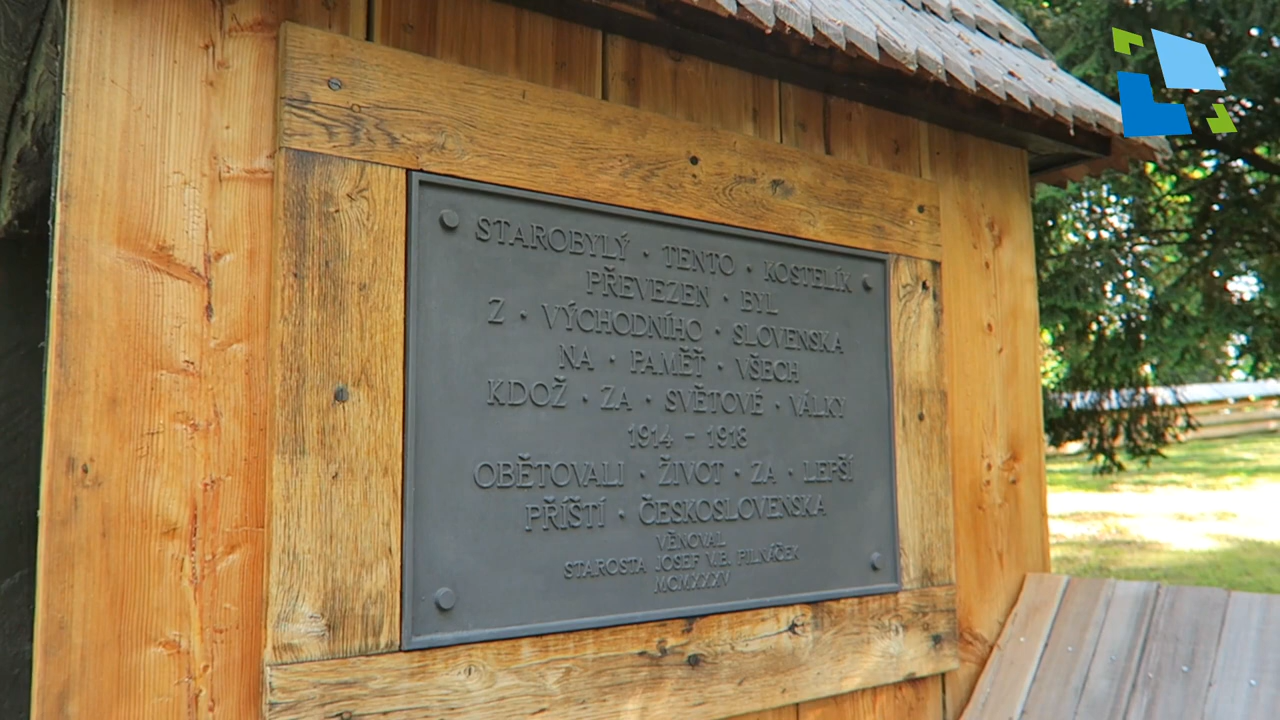 STAROBYLÝ · TENTO · KOSTELÍK
PŘEVEZEN · BYL
Z · VÝCHODNÍHO · SLOVENSKA
NA · PAMĚŤ · VŠECH
KDOŽ · ZA · SVĚTOVÉ · VÁLKY
1914 - 1918
OBĚTOVALI · ŽIVOT · ZA · LEPŠÍ
PŘÍŠTÍ · ČESKOSLOVENSKA
VĚNOVAL
STAROSTA JOSEF V.B. PILNÁČEK
MCMXXXV